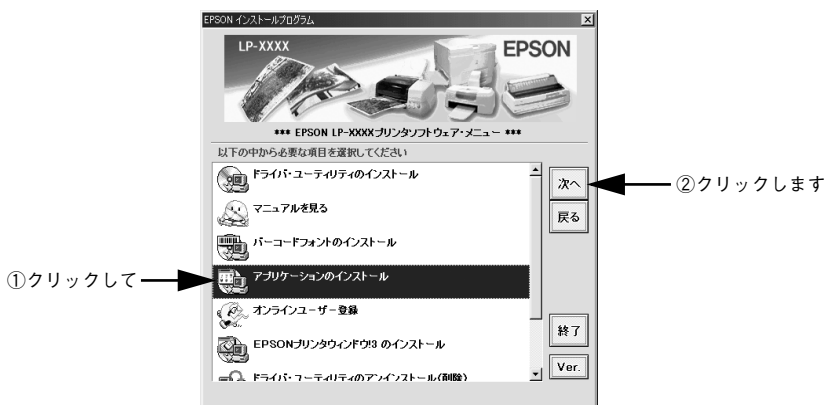 EPSON インストールプログラム
LP-XXXX
EPSON
*** EPSON LP-XXXXプリンタソフトウェア・メニュー ***
以下の中から必要な項目を選択してください
ドライバ・ユーティリティのインストール
マニュアルを見る
バーコードフォントのインストール
アプリケーションのインストール
オンラインユーザー登録
EPSONプリンタウィンドウ!3 のインストール
ドライバ・ユーティリティのアンインストール(削除)
次へ
戻る
終了
Ver.
①クリックして
②クリックします